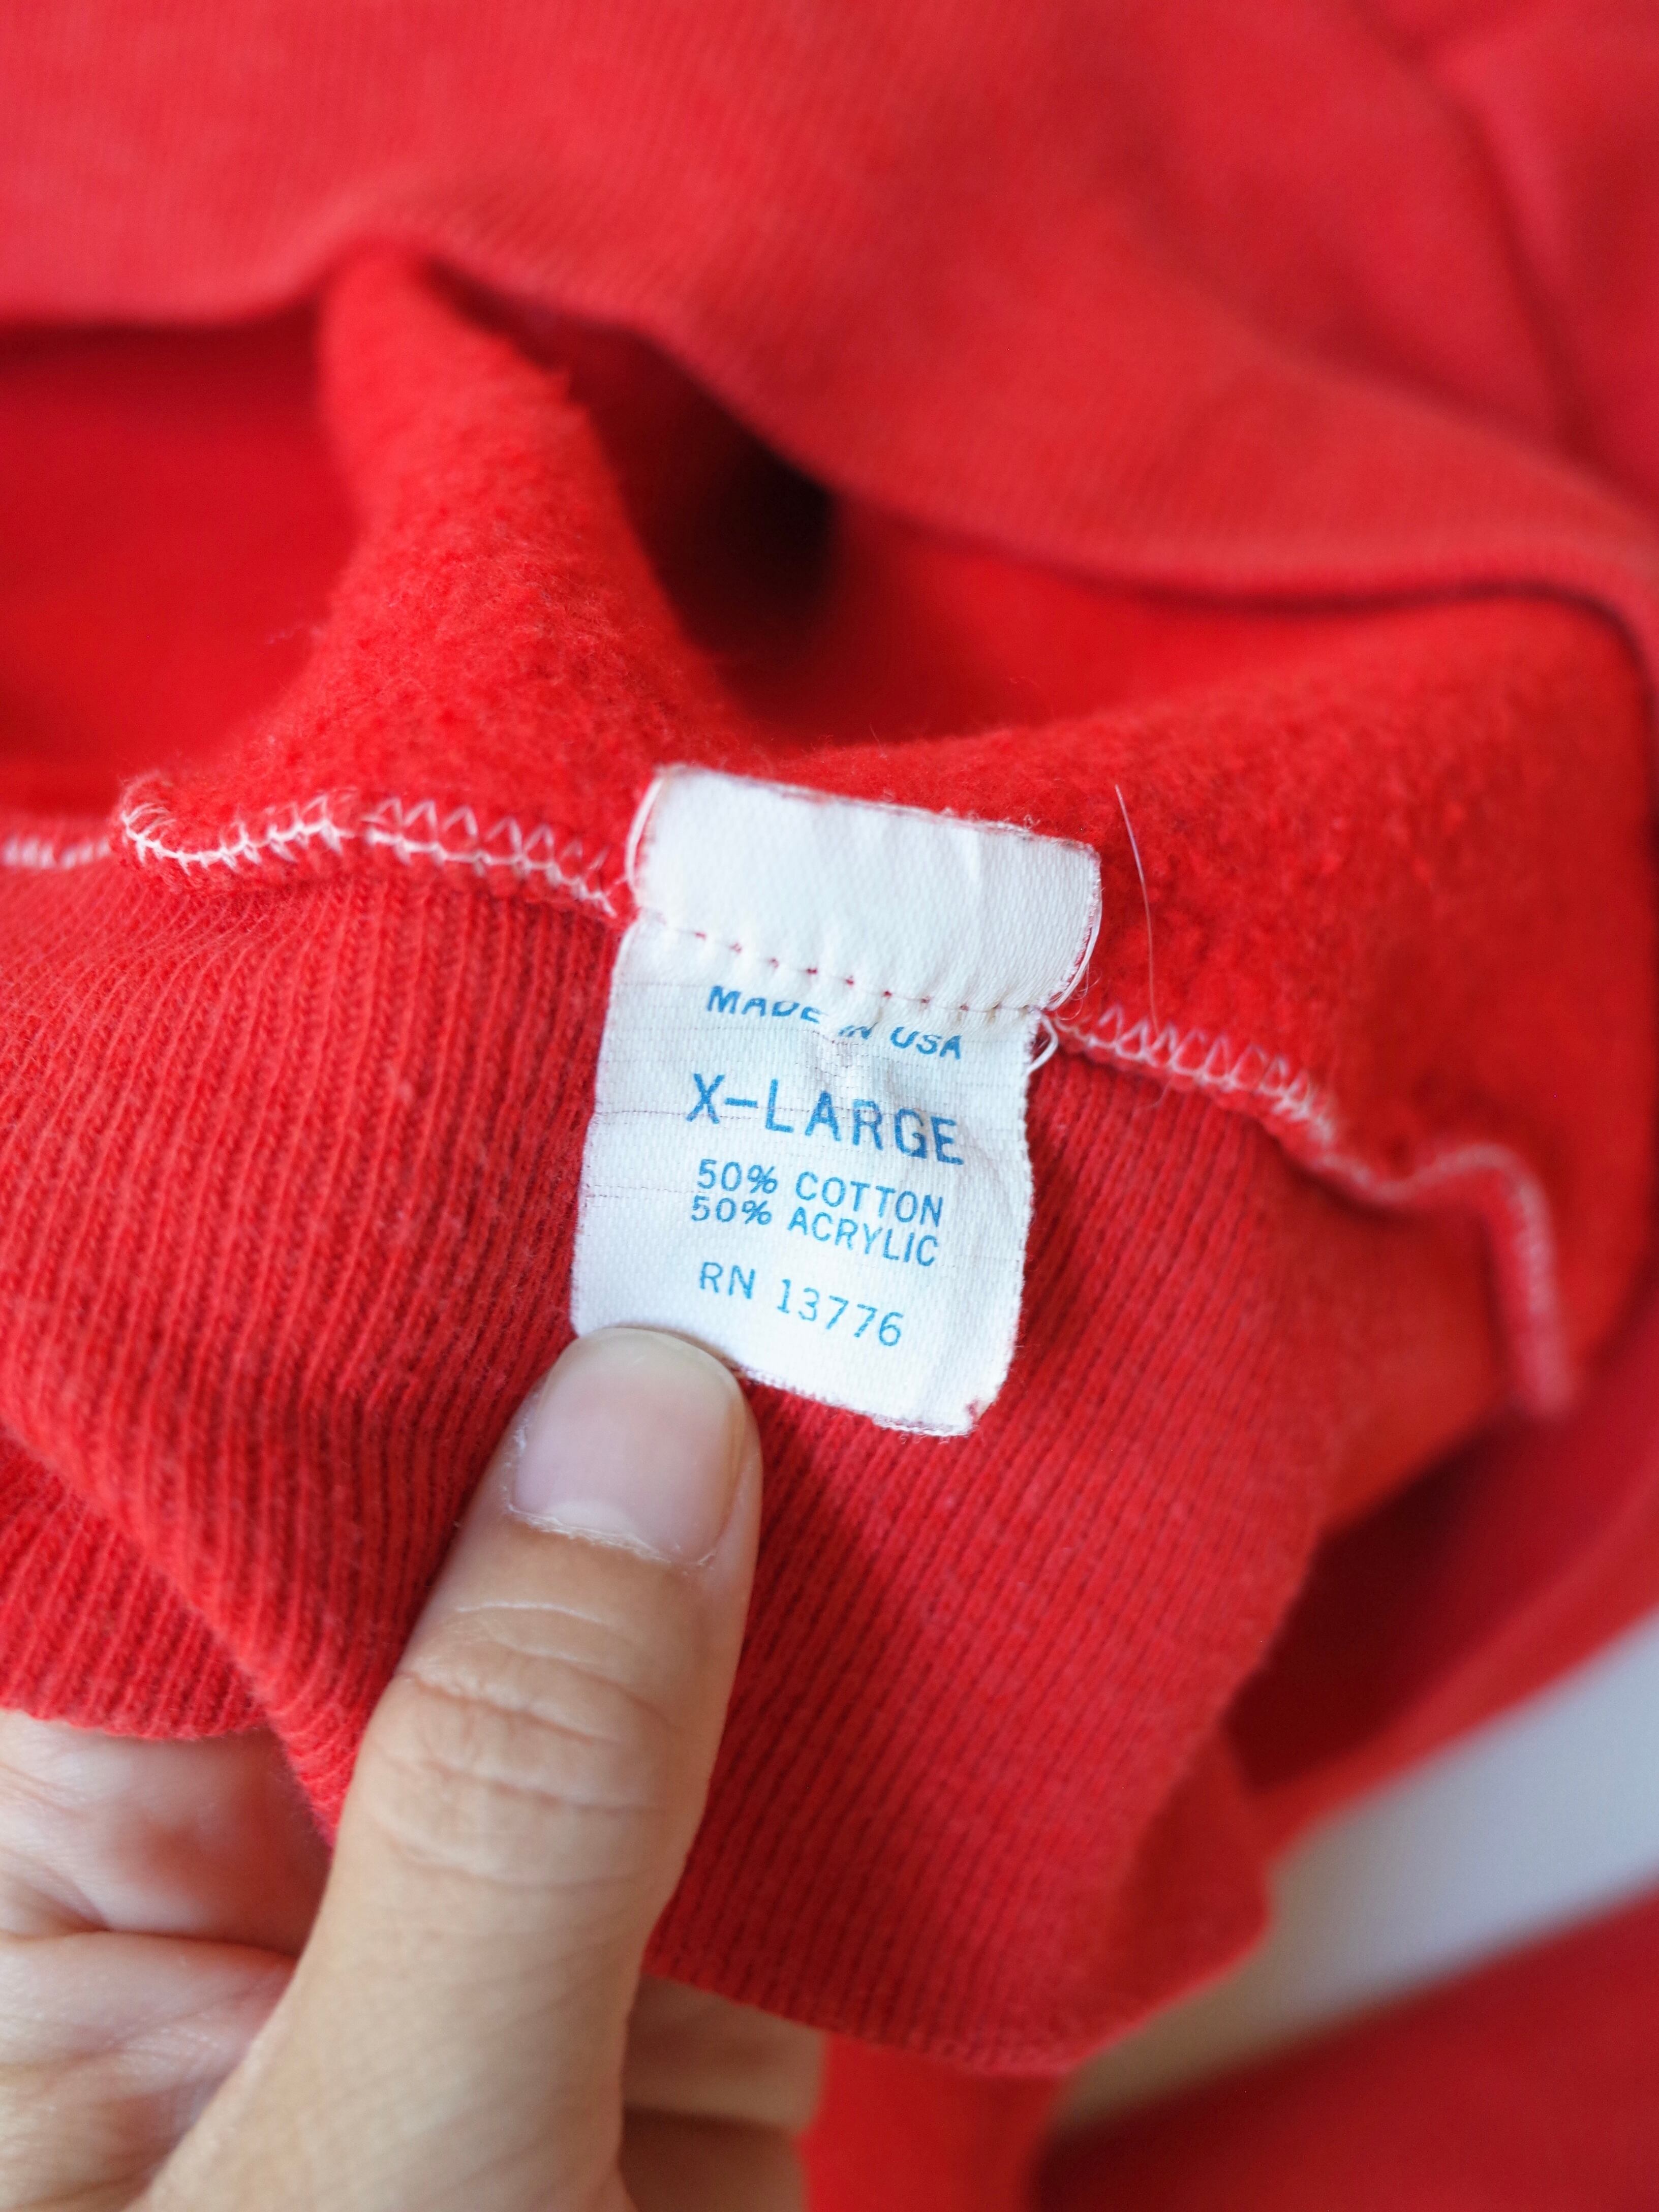 MADE IN USA
X-LARGE
50% COTTON
50% ACRYLIC
RN 13776